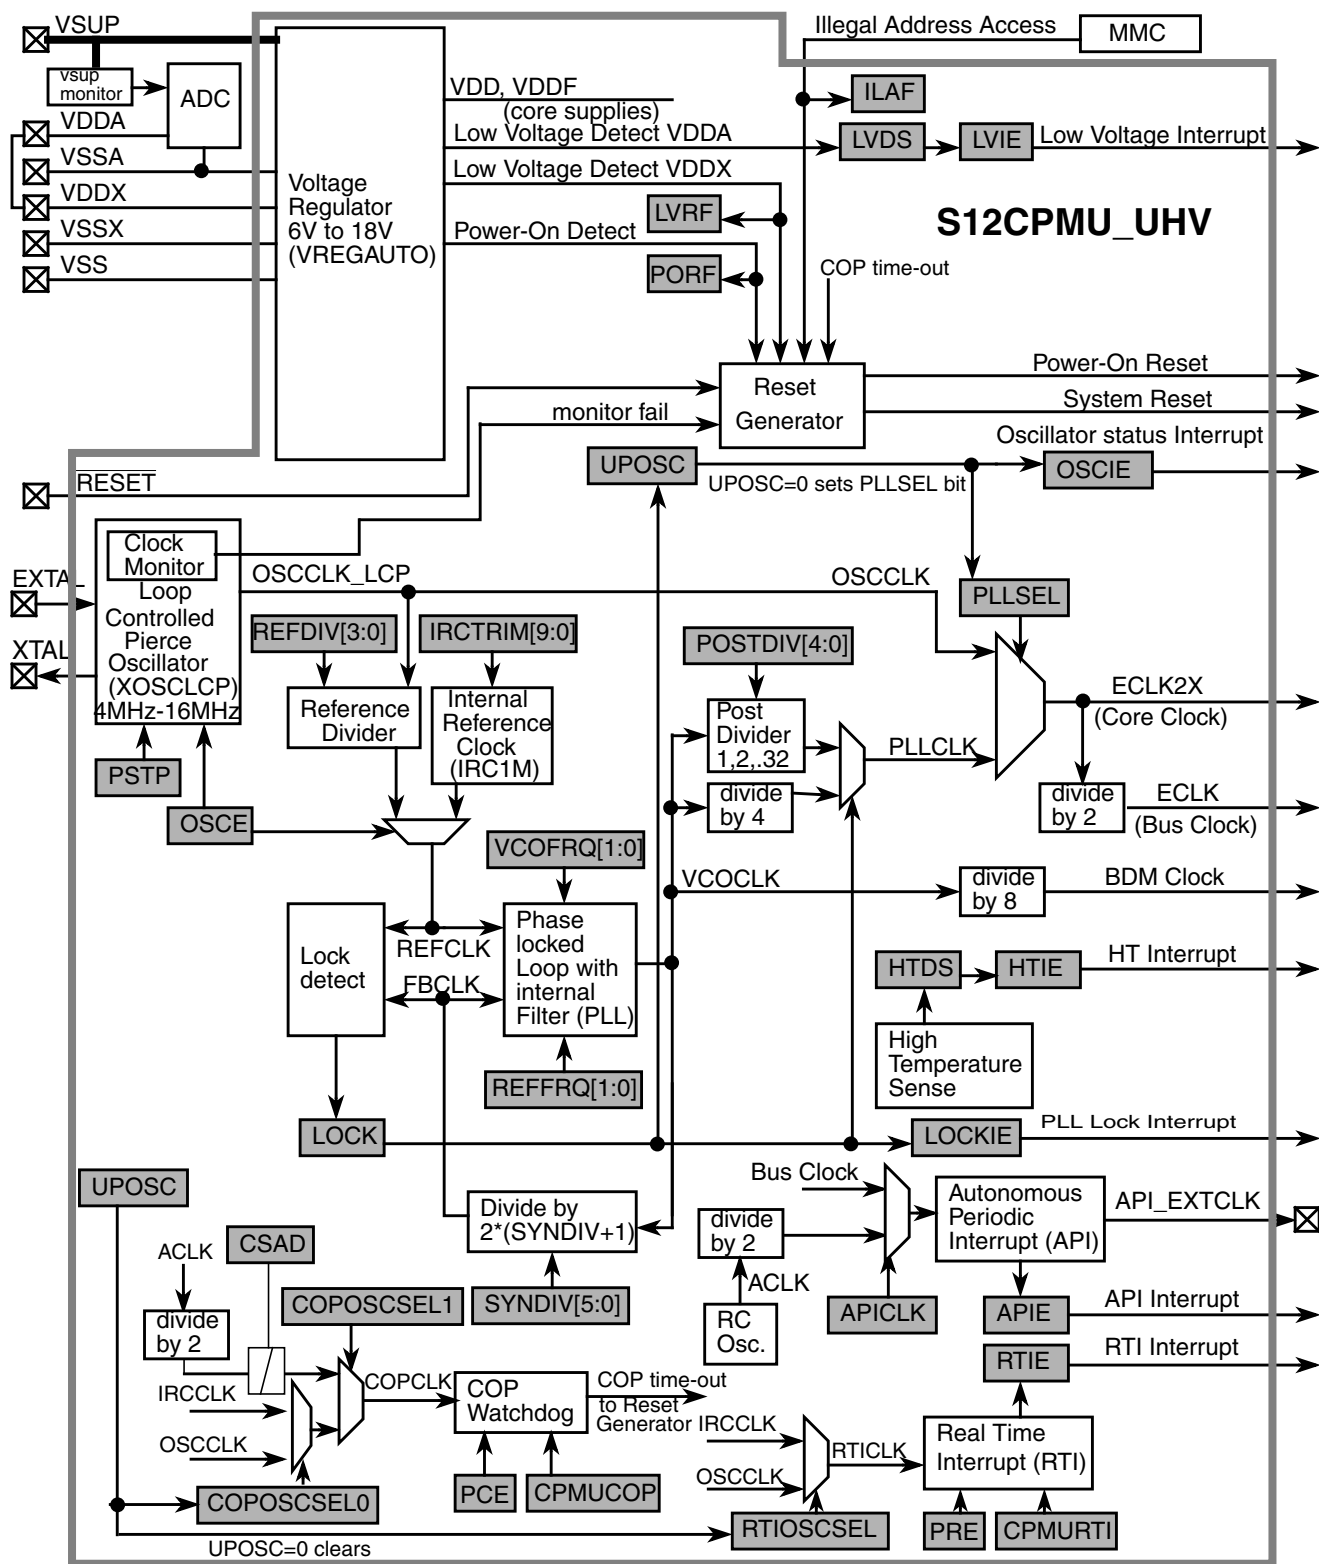 VSUP
Illegal Address Access
MMC
vsup
monitor
ADC
VDD, VDDF
(core supplies)
ILAF
VDDA
Low Voltage Detect VDDA
LVDS
LVIE
Low Voltage Interrupt
VSSA
Low Voltage Detect VDDX
VDDX
Voltage
Regulator
6V to 18V
(VREGAUTO)
LVRF
S12CPMU_UHV
VSSX
Power-On Detect
VSS
PORF
COP time-out
Reset
Generator
Power-On Reset
monitor fail
System Reset
Oscillator status Interrupt
UPOSC
OSCIE
RESET
UPOSC=0 sets PLLSEL bit
Clock
Monitor
EXTAL
OSCCLK_LCP
OSCCLK
Loop
Controlled
Pierce
Oscillator
(XOSCLCP)
4MHz-16MHz
PLLSEL
REFDIV[3:0]
IRCTRIM[9:0]
POSTDIV[4:0]
XTAL
Reference
Divider
Internal
Reference
Clock
(IRC1M)
Post
Divider
1,2,.32
ECLK2X
(Core Clock)
PLLCLK
PSTP
divide
by 4
divide
by 2
ECLK
(Bus Clock)
OSCE
VCOFRQ[1:0]
VCOCLK
divide
by 8
BDM Clock
Lock
detect
REFCLK
FBCLK
Phase
locked
Loop with
internal
Filter (PLL)
HTDS
HTIE
HT Interrupt
High
Temperature
Sense
REFFRQ[1:0]
LOCK
LOCKIE
PLL Lock Interrupt
UPOSC
Bus Clock
Divide by
2*(SYNDIV+1)
divide
by 2
Autonomous
Periodic
Interrupt (API)
API_EXTCLK
CSAD
ACLK
ACLK
COPOSCSEL1
SYNDIV[5:0]
RC
Osc.
APICLK
APIE
API Interrupt
divide
by 2
RTIE
RTI Interrupt
IRCCLK
COPCLK
COP
Watchdog
COP time-out
to Reset
Generator
IRCCLK
OSCCLK
RTICLK
Real Time
Interrupt (RTI)
OSCCLK
COPOSCSEL0
PCE
CPMUCOP
RTIOSCSEL
PRE
CPMURTI
UPOSC=0 clears